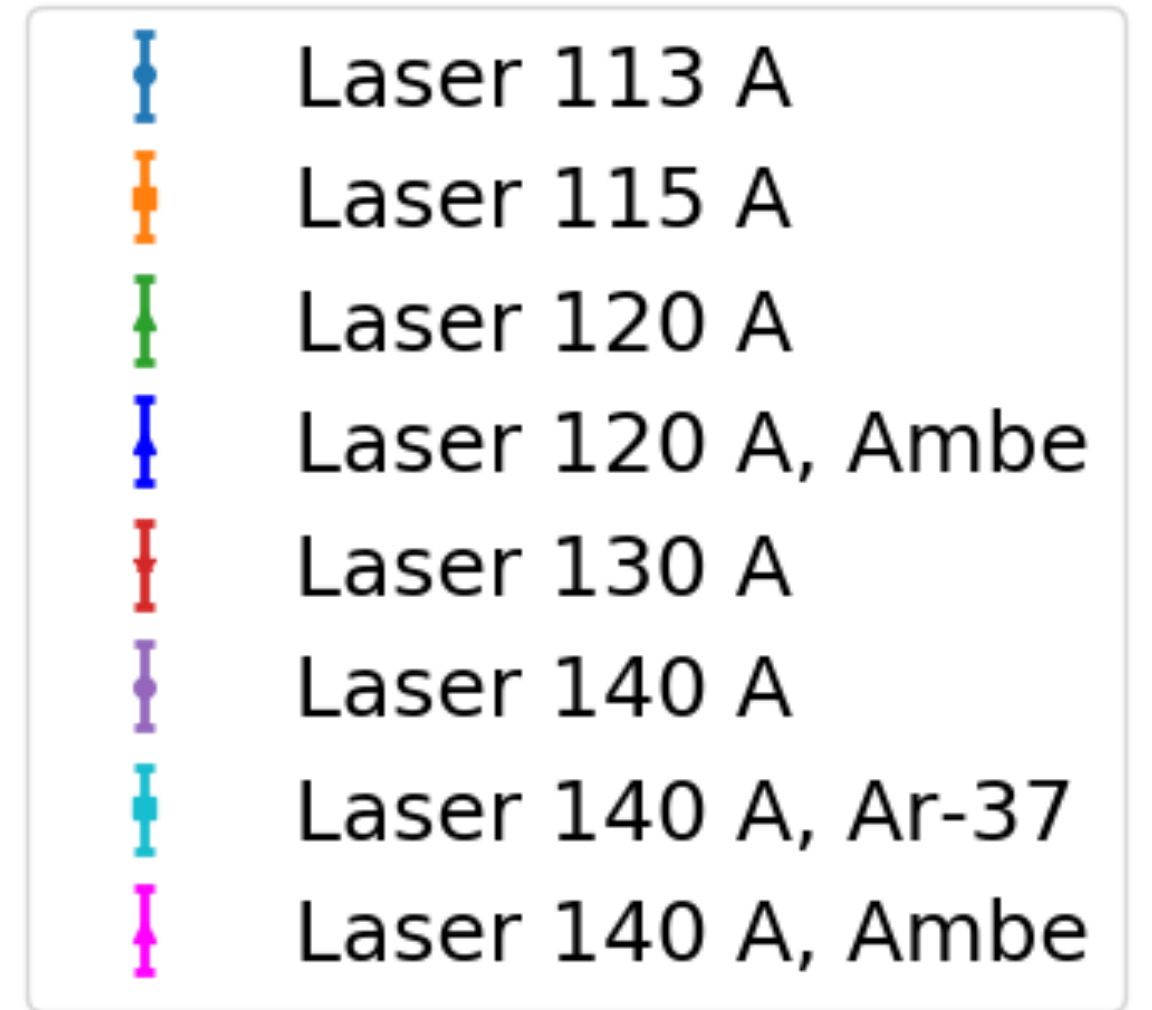 Laser 113 A
Laser 115 A
Laser 120 A
Laser 120 A, Ambe
Laser 130 A
Laser 140 A
Laser 140 A, Ar-37
Laser 140 A, Ambe